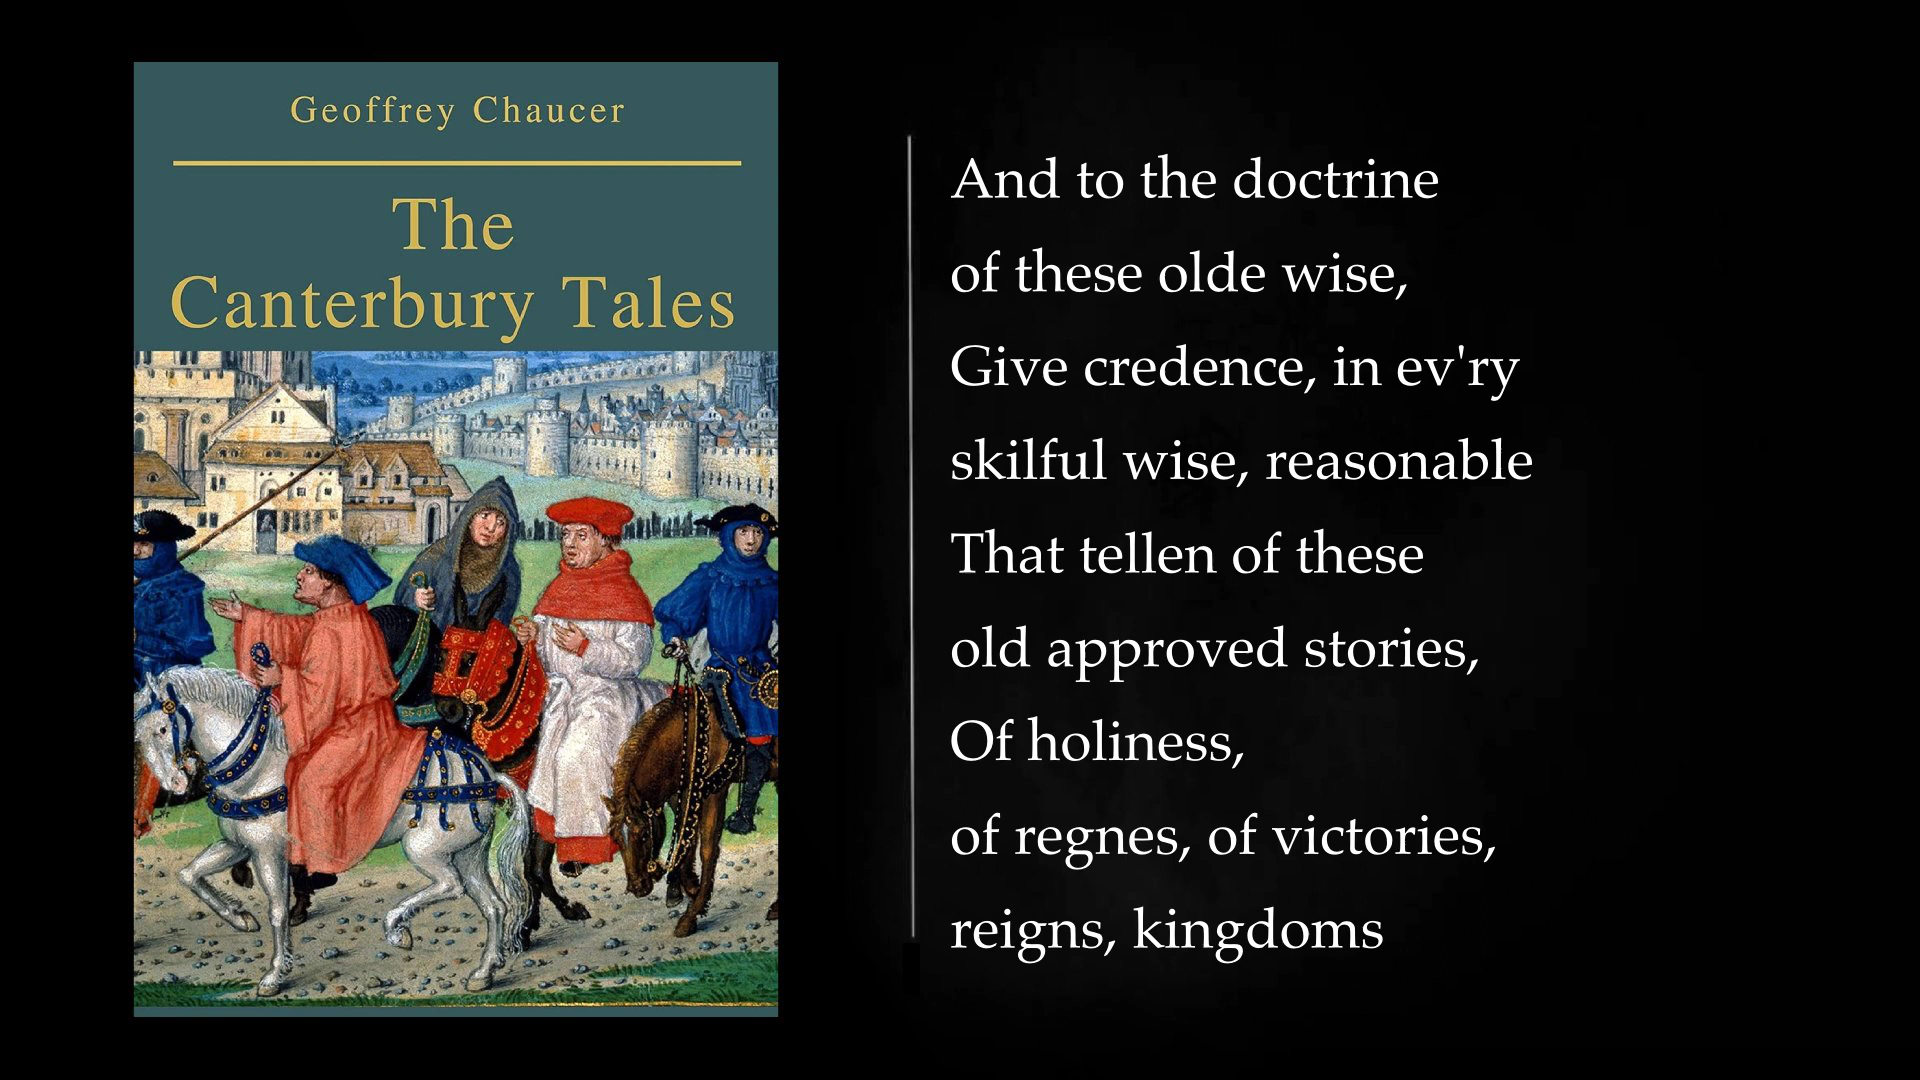 Geoffrey Chaucer
The
Canterbury Tales
And to the doctrine
of these olde wise,
Give credence, in ev'ry
skilful wise, reasonable
That tellen of these
old approved stories,
Of holiness,
of regnes, of victories,
reigns, kingdoms